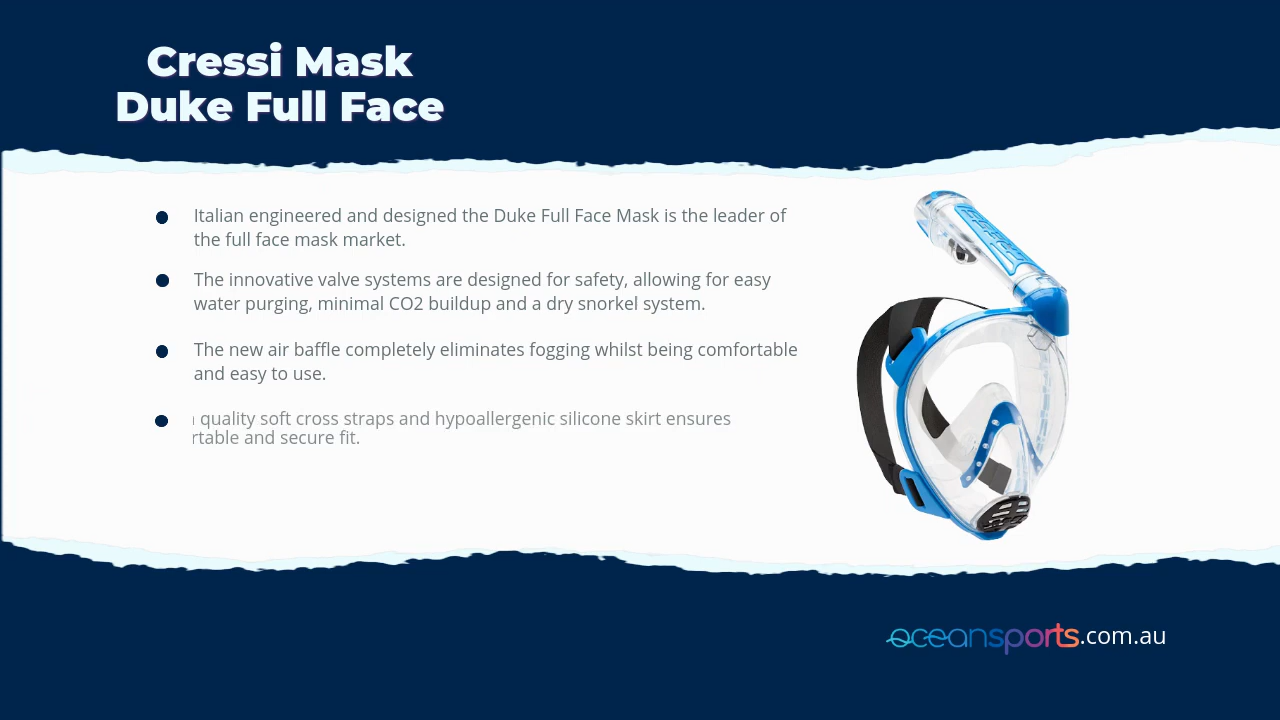 Cressi Mask
Duke Full Face
Italian engineered and designed the Duke Full Face Mask is the leader of
the full face mask market.
The innovative valve systems are designed for safety, allowing for easy
water purging, minimal CO2 buildup and a dry snorkel system.
The new air baffle completely eliminates fogging whilst being comfortable
and easy to use.
quality soft cross straps and hypoallergenic silicone skirt ensures
rtable and secure fit.
oceansports.com.au